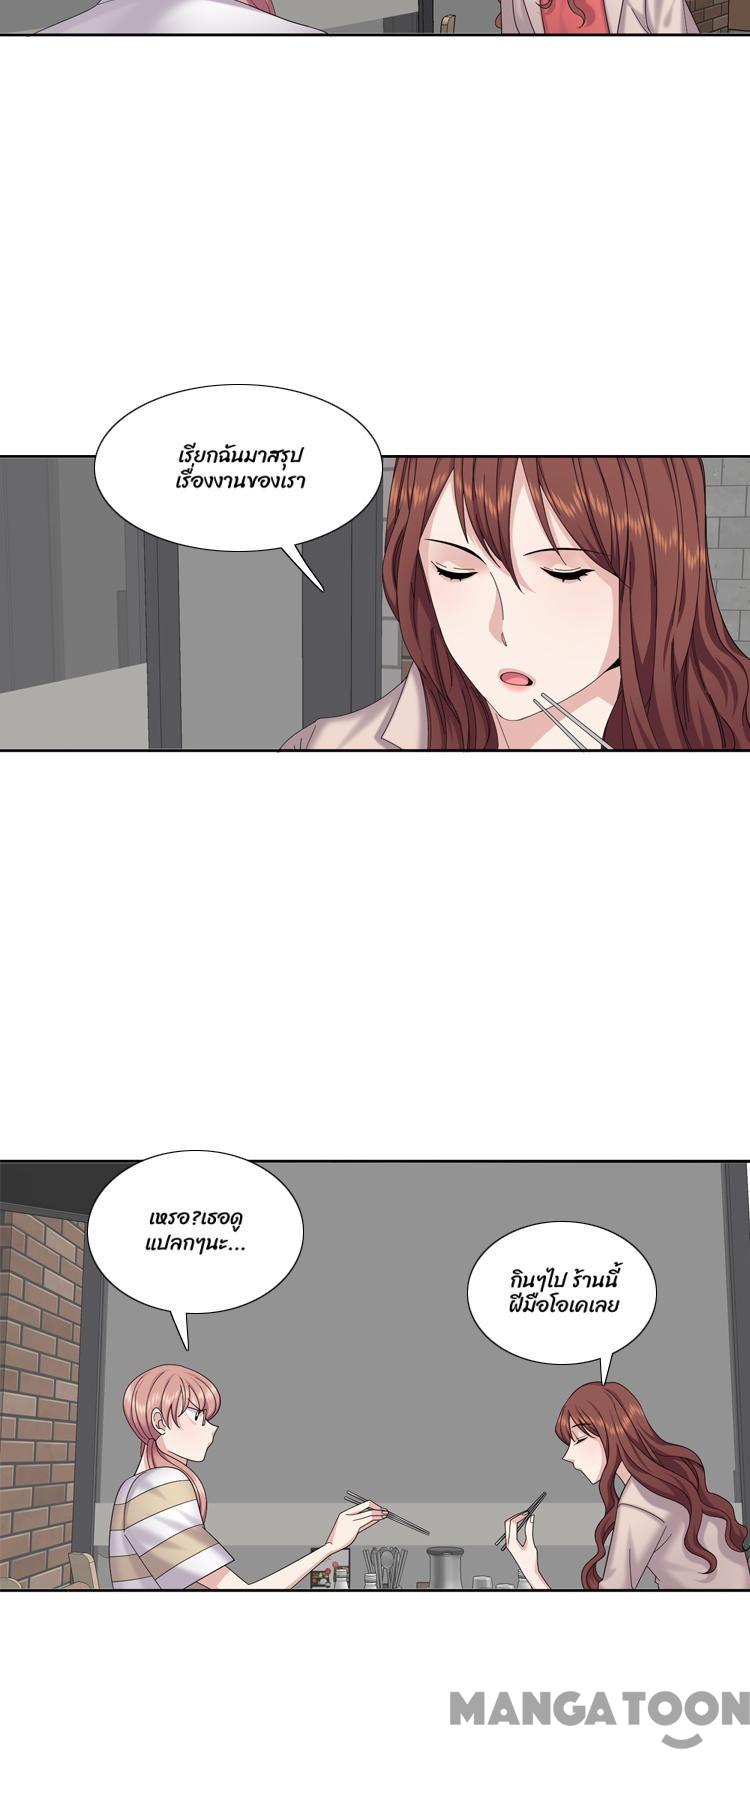 เรียกฉันมาสรุป
เรื่องงานของเรา
เหรอ?เธอดู
แปลกๆนะ...
กินๆไป ร้านนี้
ฝีมือโอเคเลย
MANGATOON